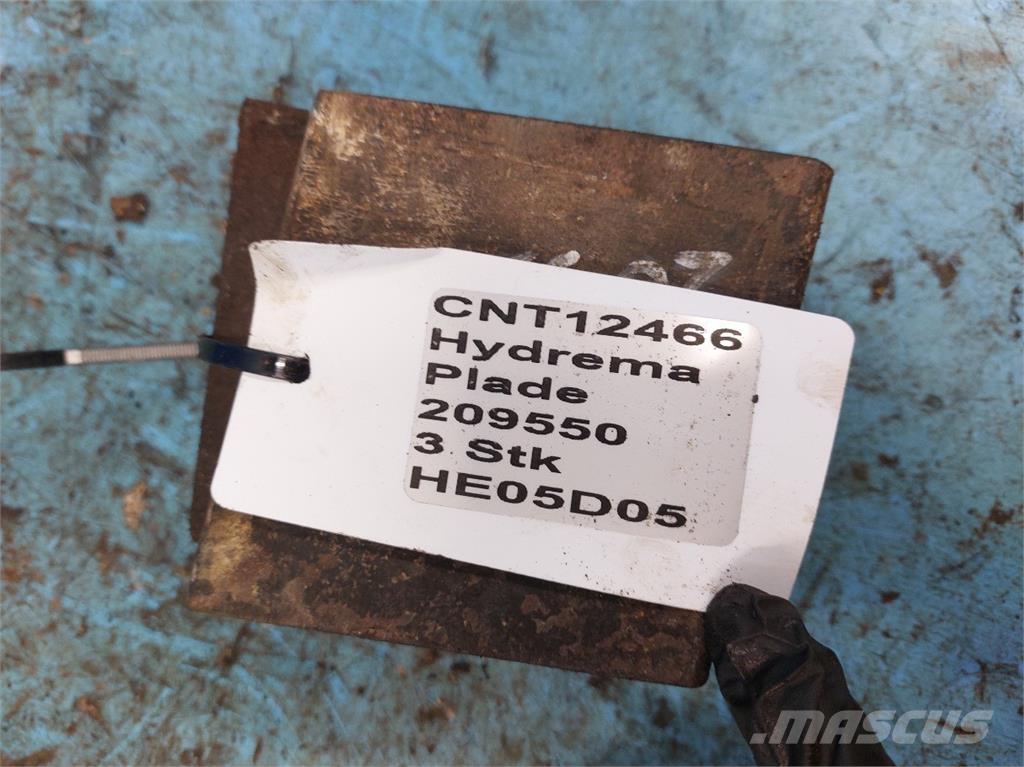 CNT12466
Hydrema
Plade
209550
3 Stk
HE05D05
MASCUS